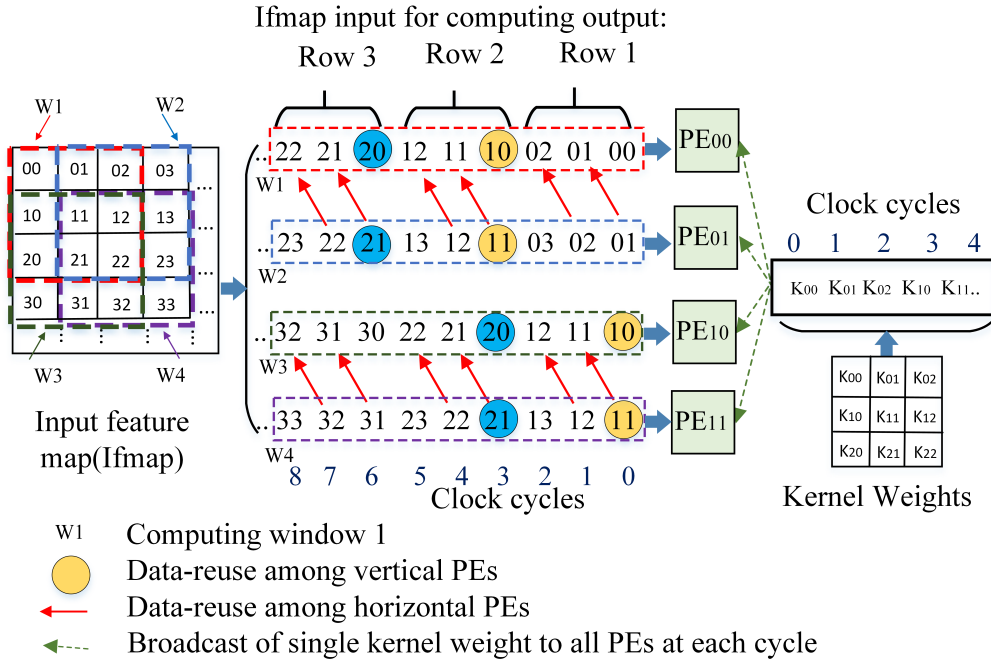 Ifmap input for computing output:
Row 3 Row 2 Row 1
W1 W2
00 01 02 03
10 11 12 13 ...
20 21 22 23 ...
30 31 32 33 ...
W3 W4
Input feature
map(Ifmap)
.. 22 21 20 12 11 10 02 01 00
W1
PE00
.. 23 22 21 13 12 11 03 02 01
W2
PE01
.. 32 31 30 22 21 20 12 11 10
W3
PE10
.. 33 32 31 23 22 21 13 12 11
W4
PE11
8 7 6 5 4 3 2 1 0
Clock cycles
Clock cycles
0 1 2 3 4
K00 K01 K02 K10 K11..
K00 K01 K02
K10 K11 K12
K20 K21 K22
Kernel Weights
W1 Computing window 1
Data-reuse among vertical PEs
Data-reuse among horizontal PEs
Broadcast of single kernel weight to all PEs at each cycle